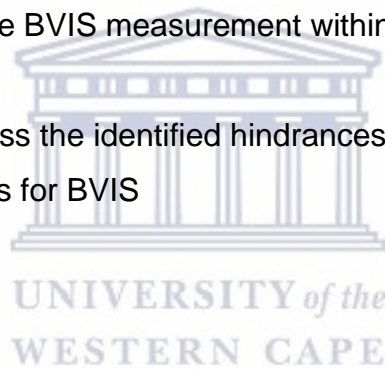 e BVIS measurement within
ss the identified hindrances
s for BVIS
UNIVERSITY of the
WESTERN CAPE